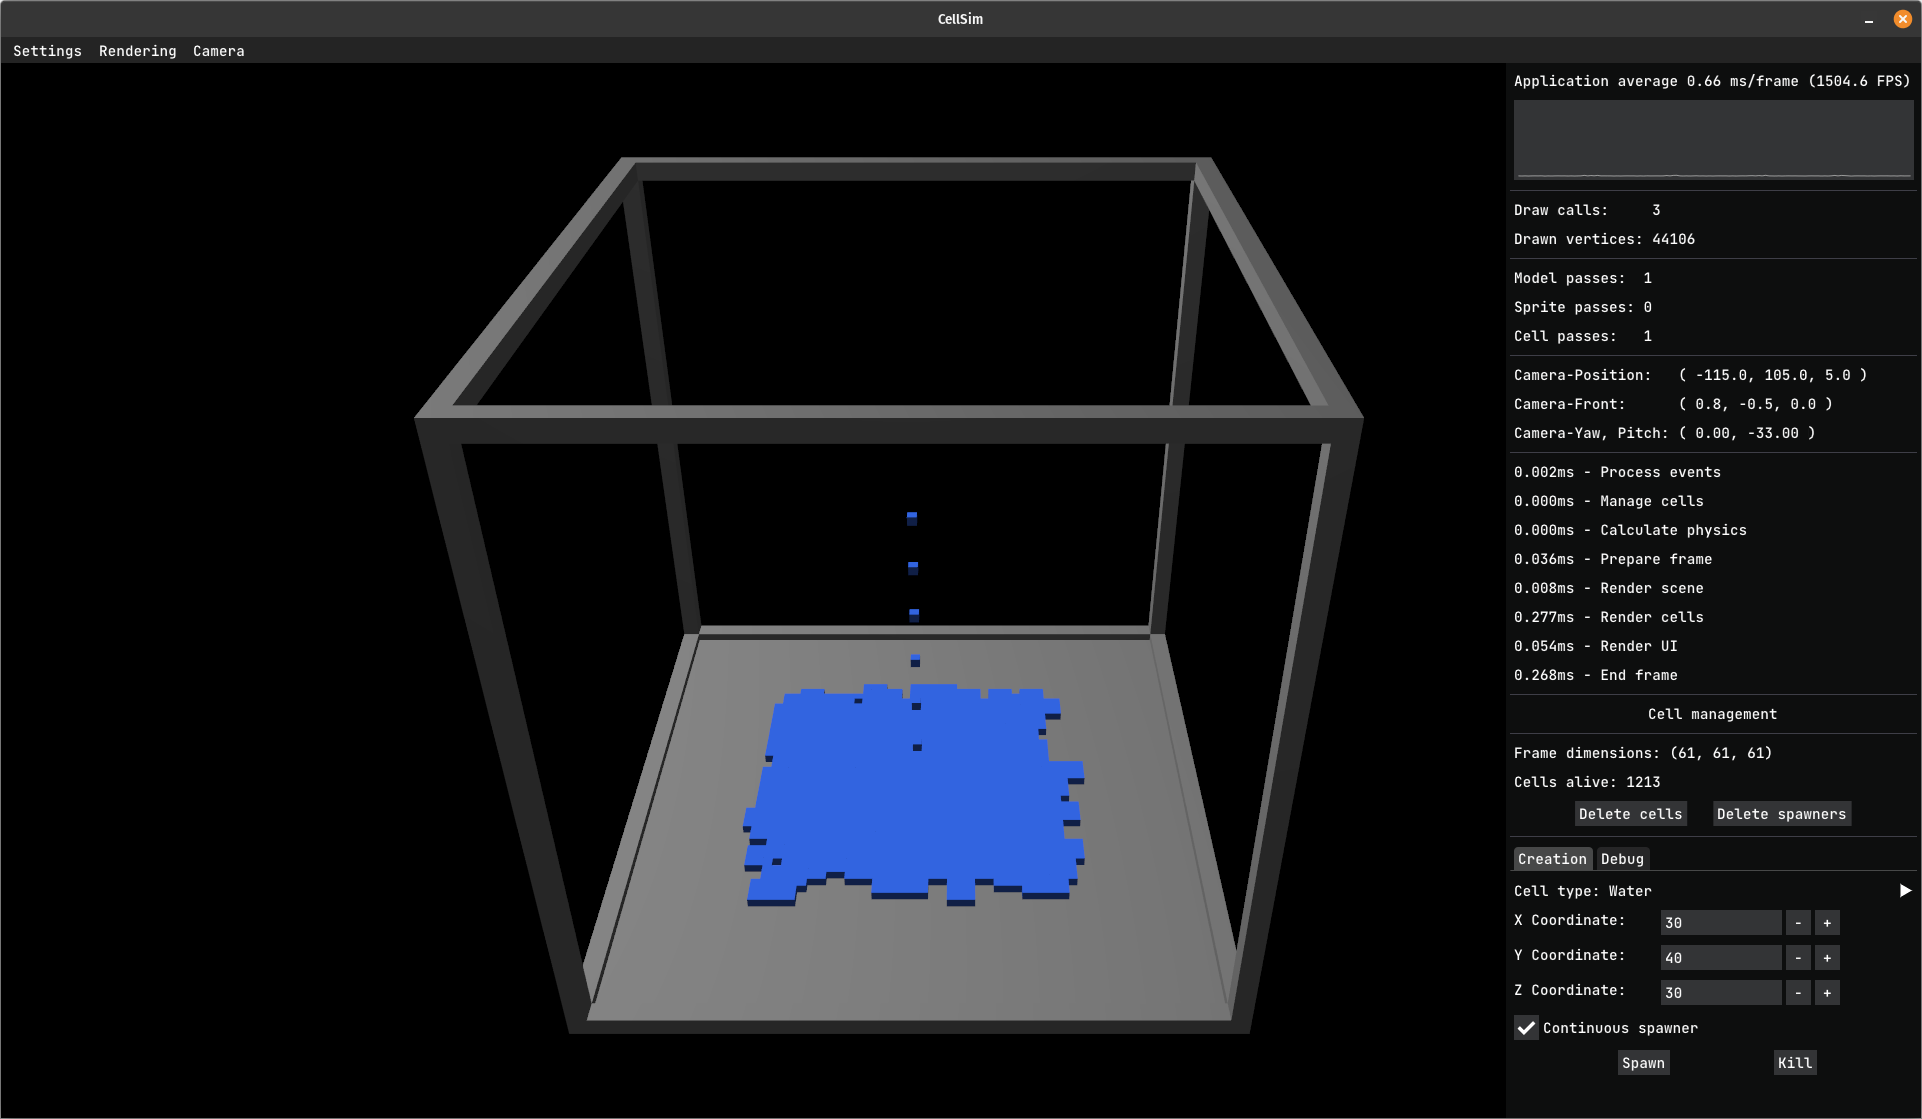 CellSim
Settings Rendering Camera
Application average 0.66 ms/frame (1504.6 FPS)
Draw calls: 3
Drawn vertices: 44106
Model passes: 1
Sprite passes: 0
Cell passes: 1
Camera-Position: ( -115.0, 105.0, 5.0 )
Camera-Front: ( 0.8, -0.5, 0.0 )
Camera-Yaw, Pitch: ( 0.00, -33.00 )
0.002ms - Process events
0.000ms - Manage cells
0.000ms - Calculate physics
0.036ms - Prepare frame
0.008ms - Render scene
0.277ms - Render cells
0.054ms - Render UI
0.268ms - End frame
Cell management
Frame dimensions: (61, 61, 61)
Cells alive: 1213
Delete cells Delete spawners
Creation Debug
Cell type: Water
X Coordinate: 30 - +
Y Coordinate: 40 - +
Z Coordinate: 30 - +
Continuous spawner
Spawn Kill